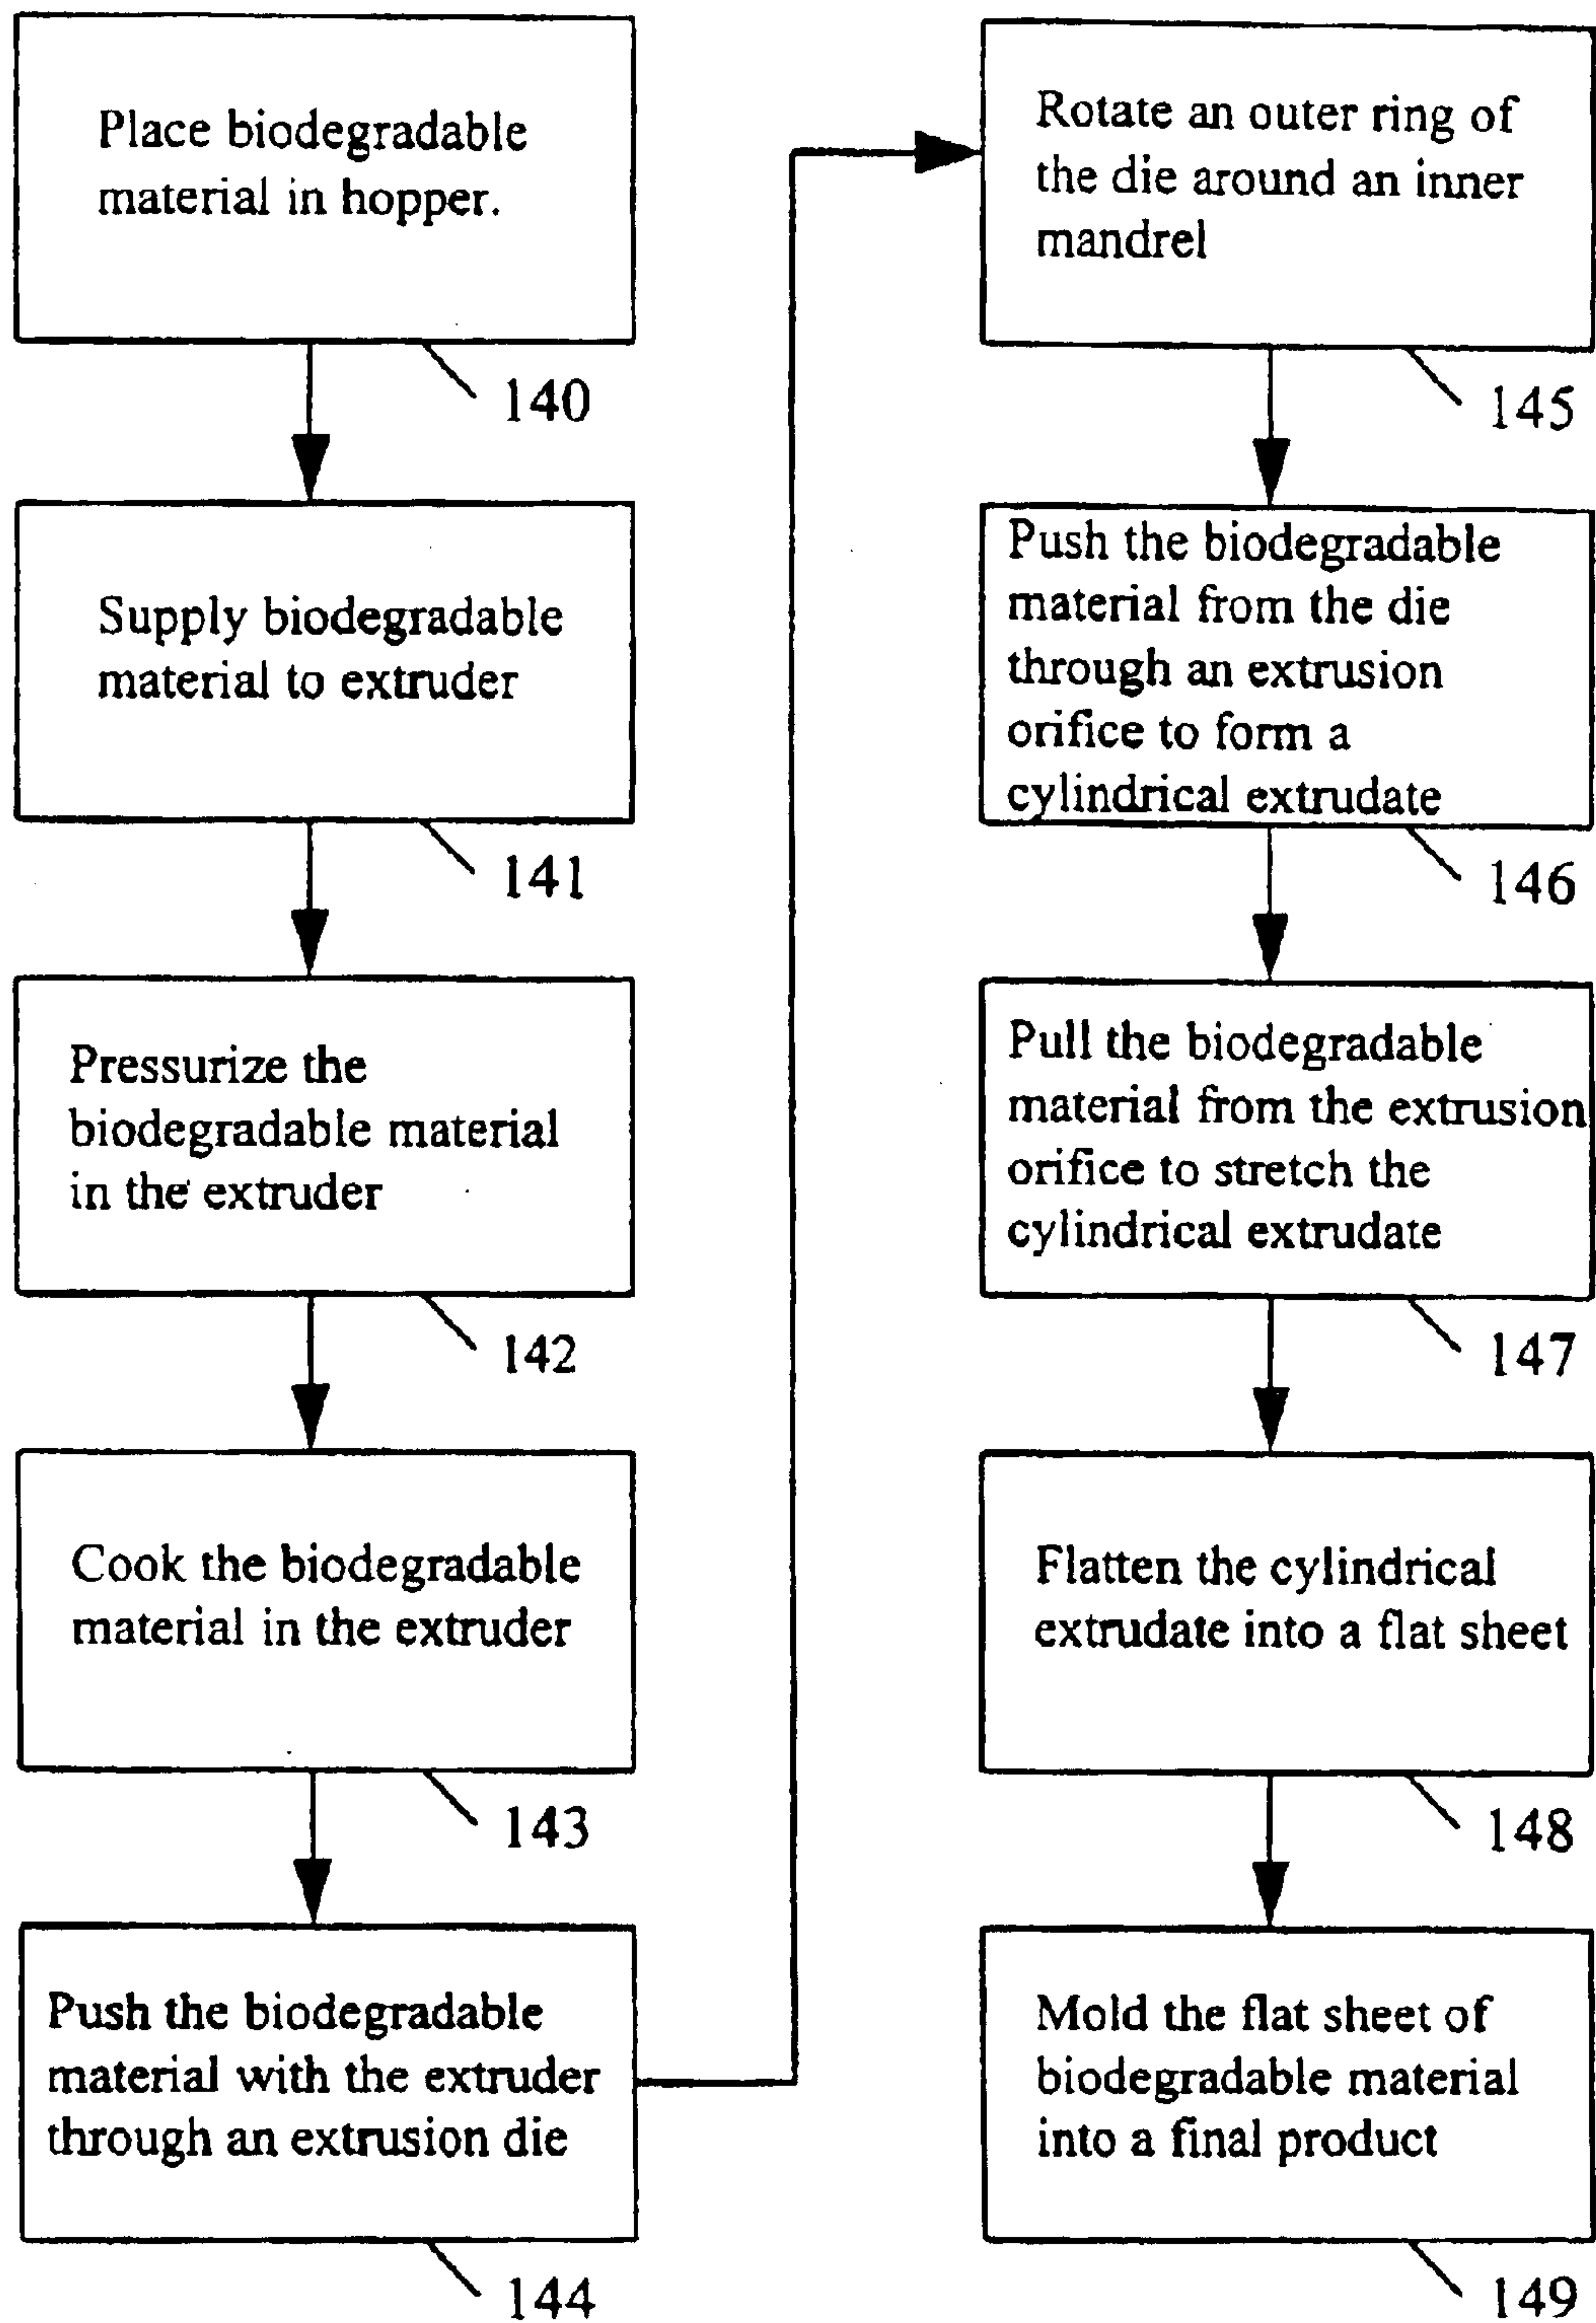 Place biodegradable
material in hopper.
140
Supply biodegradable
material to extruder
141
Pressurize the
biodegradable material
in the extruder
142
Cook the biodegradable
material in the extruder
143
Push the biodegradable
material with the extruder
through an extrusion die
144
Rotate an outer ring of
the die around an inner
mandrel
145
Push the biodegradable
material from the die
through an extrusion
orifice to form a
cylindrical extrudate
146
Pull the biodegradable
material from the extrusion
orifice to stretch the
cylindrical extrudate
147
Flatten the cylindrical
extrudate into a flat sheet
148
Mold the flat sheet of
biodegradable material
into a final product
149